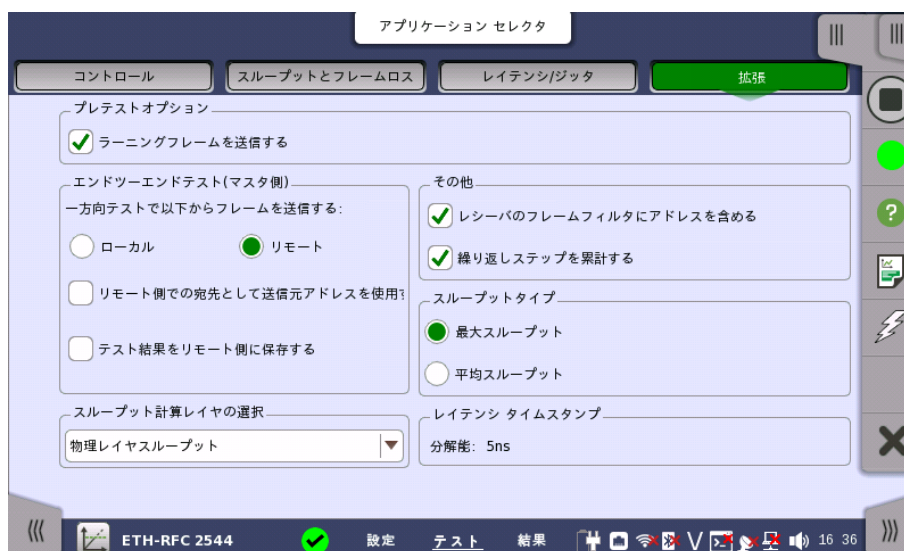 アプリケーション セレクタ
コントロール
スループットとフレームロス
レイテンシ/ジッタ
拡張
プレテストオプション
ラーニングフレームを送信する
エンドツーエンドテスト(マスタ側)
一方向テストで以下からフレームを送信する:
ローカル
リモート
リモート側での宛先として送信元アドレスを使用す
テスト結果をリモート側に保存する
その他
レシーバのフレームフィルタにアドレスを含める
繰り返しステップを累計する
スループットタイプ
最大スループット
平均スループット
スループット計算レイヤの選択
物理レイヤスループット
レイテンシ タイムスタンプ
分解能: 5ns
ETH-RFC 2544
設定
テスト
結果
16 36